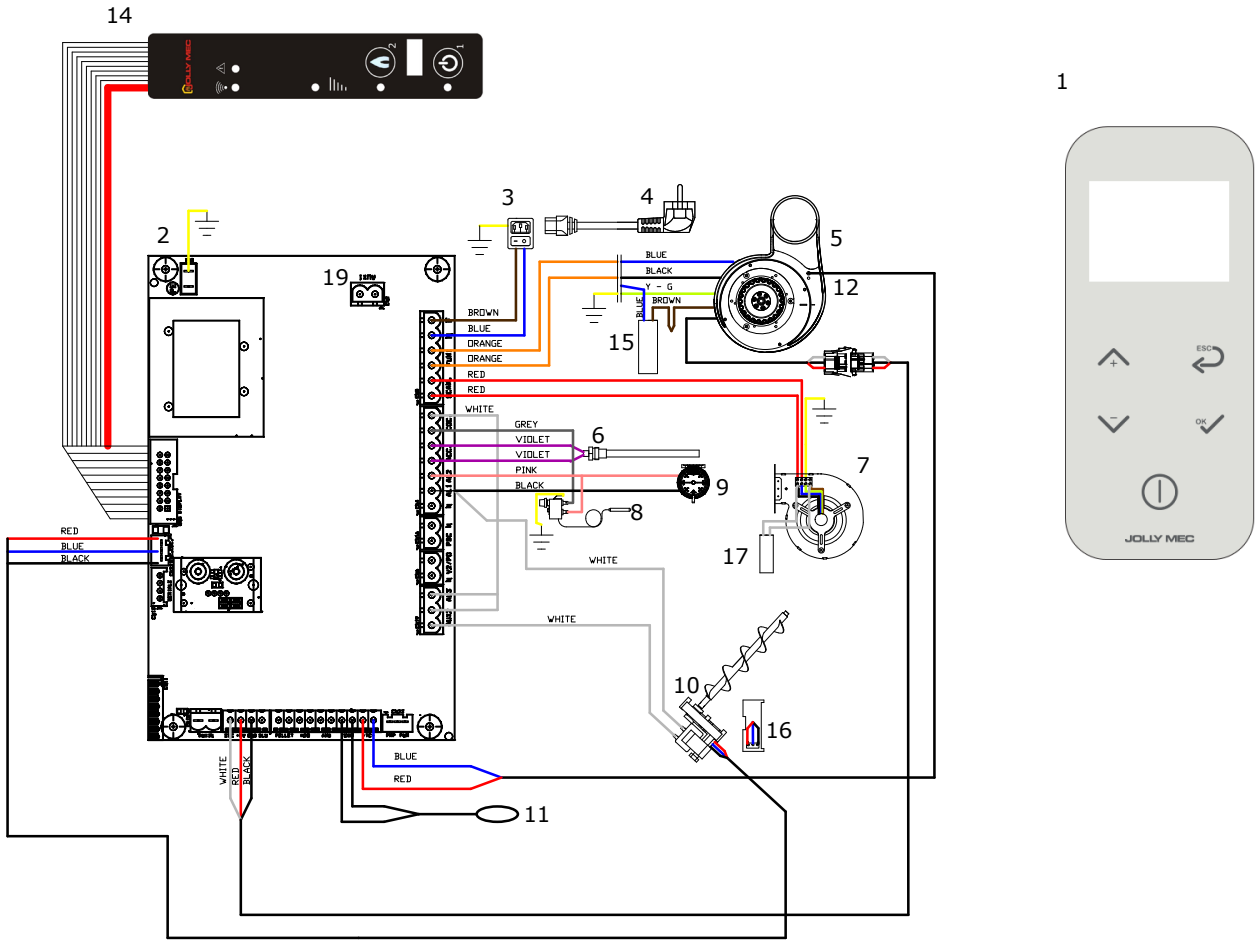 14
JOLLY MEC
2
1
1
3
4
2
5
BLUE
19
BLACK
12
Y - G
BLUE
BROWN
BROWN
BLUE
15
ORANGE
ORANGE
RED
RED
ESC
+
WHITE
GREY
6
VIOLET
-
OK
VIOLET
7
PINK
BLACK
9
8
RED
BLUE
BLACK
17
WHITE
JOLLY MEC
WHITE
10
16
WHITE
RED
BLACK
BLUE
RED
11